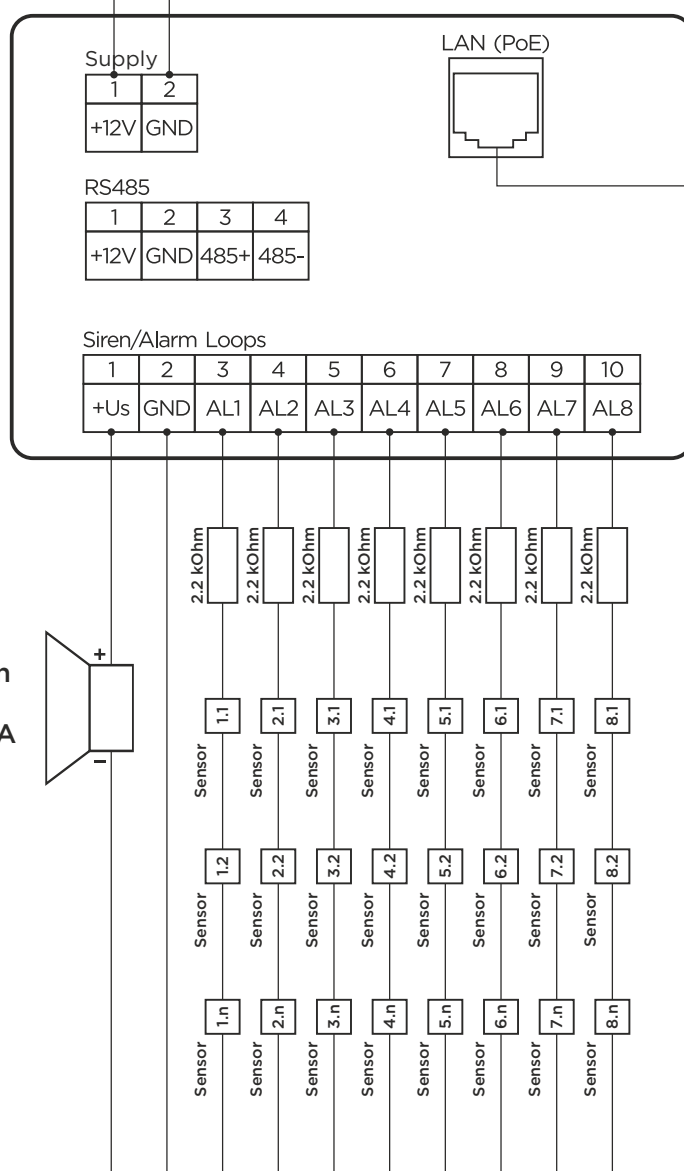 LAN (PoE)
Supply
1 2
+12V GND
RS485
1 2 3 4
+12V GND 485+ 485-
Siren/Alarm Loops
1 2 3 4 5 6 7 8 9 10
+Us GND AL1 AL2 AL3 AL4 AL5 AL6 AL7 AL8
2.2 kOhm 2.2 kOhm 2.2 kOhm 2.2 kOhm 2.2 kOhm 2.2 kOhm 2.2 kOhm 2.2 kOhm
+
n
A
–
1.1 2.1 3.1 4.1 5.1 6.1 7.1 8.1
Sensor Sensor Sensor Sensor Sensor Sensor Sensor Sensor
1.2 2.2 3.2 4.2 5.2 6.2 7.2 8.2
Sensor Sensor Sensor Sensor Sensor Sensor Sensor Sensor
1.n 2.n 3.n 4.n 5.n 6.n 7.n 8.n
Sensor Sensor Sensor Sensor Sensor Sensor Sensor Sensor